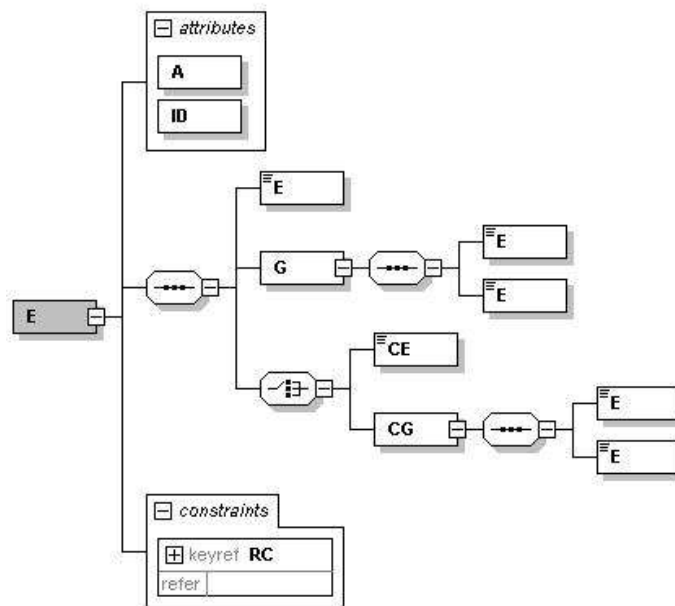 attributes
A
ID
E
G
E
E
E
CE
CG
E
E
constraints
keyref RC
refer